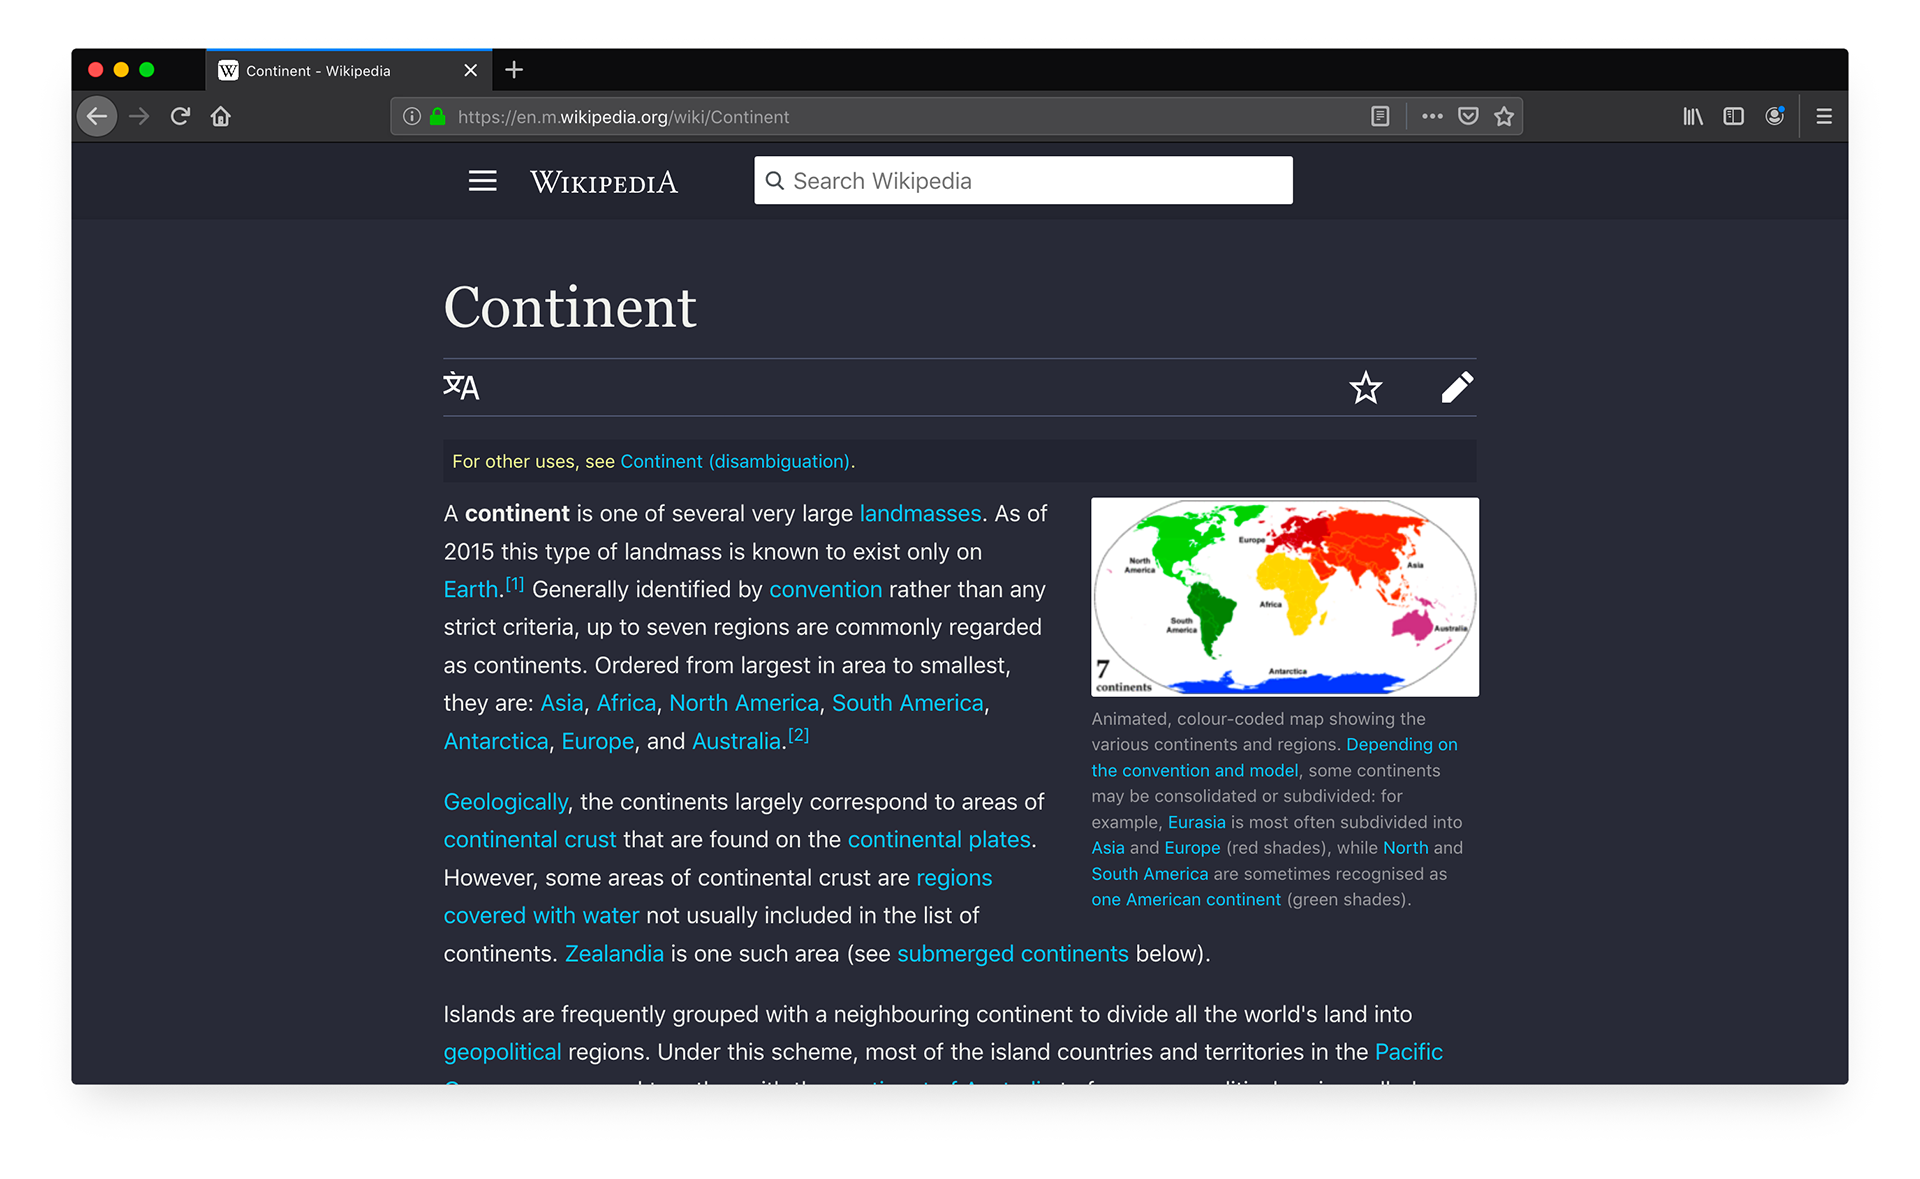 Continent - Wikipedia
https://en.m.wikipedia.org/wiki/Continent
WIKIPEDIA
Search Wikipedia
Continent
文A
For other uses, see Continent (disambiguation).
A continent is one of several very large landmasses. As of
2015 this type of landmass is known to exist only on
Earth.[1] Generally identified by convention rather than any
strict criteria, up to seven regions are commonly regarded
as continents. Ordered from largest in area to smallest,
they are: Asia, Africa, North America, South America,
Antarctica, Europe, and Australia.[2]
North
America
Europe
Asia
Africa
South
America
Australia
Antarctica
7
continents
Animated, colour-coded map showing the
various continents and regions. Depending on
the convention and model, some continents
may be consolidated or subdivided: for
example, Eurasia is most often subdivided into
Asia and Europe (red shades), while North and
South America are sometimes recognised as
one American continent (green shades).
Geologically, the continents largely correspond to areas of
continental crust that are found on the continental plates.
However, some areas of continental crust are regions
covered with water not usually included in the list of
continents. Zealandia is one such area (see submerged continents below).
Islands are frequently grouped with a neighbouring continent to divide all the world's land into
geopolitical regions. Under this scheme, most of the island countries and territories in the Pacific